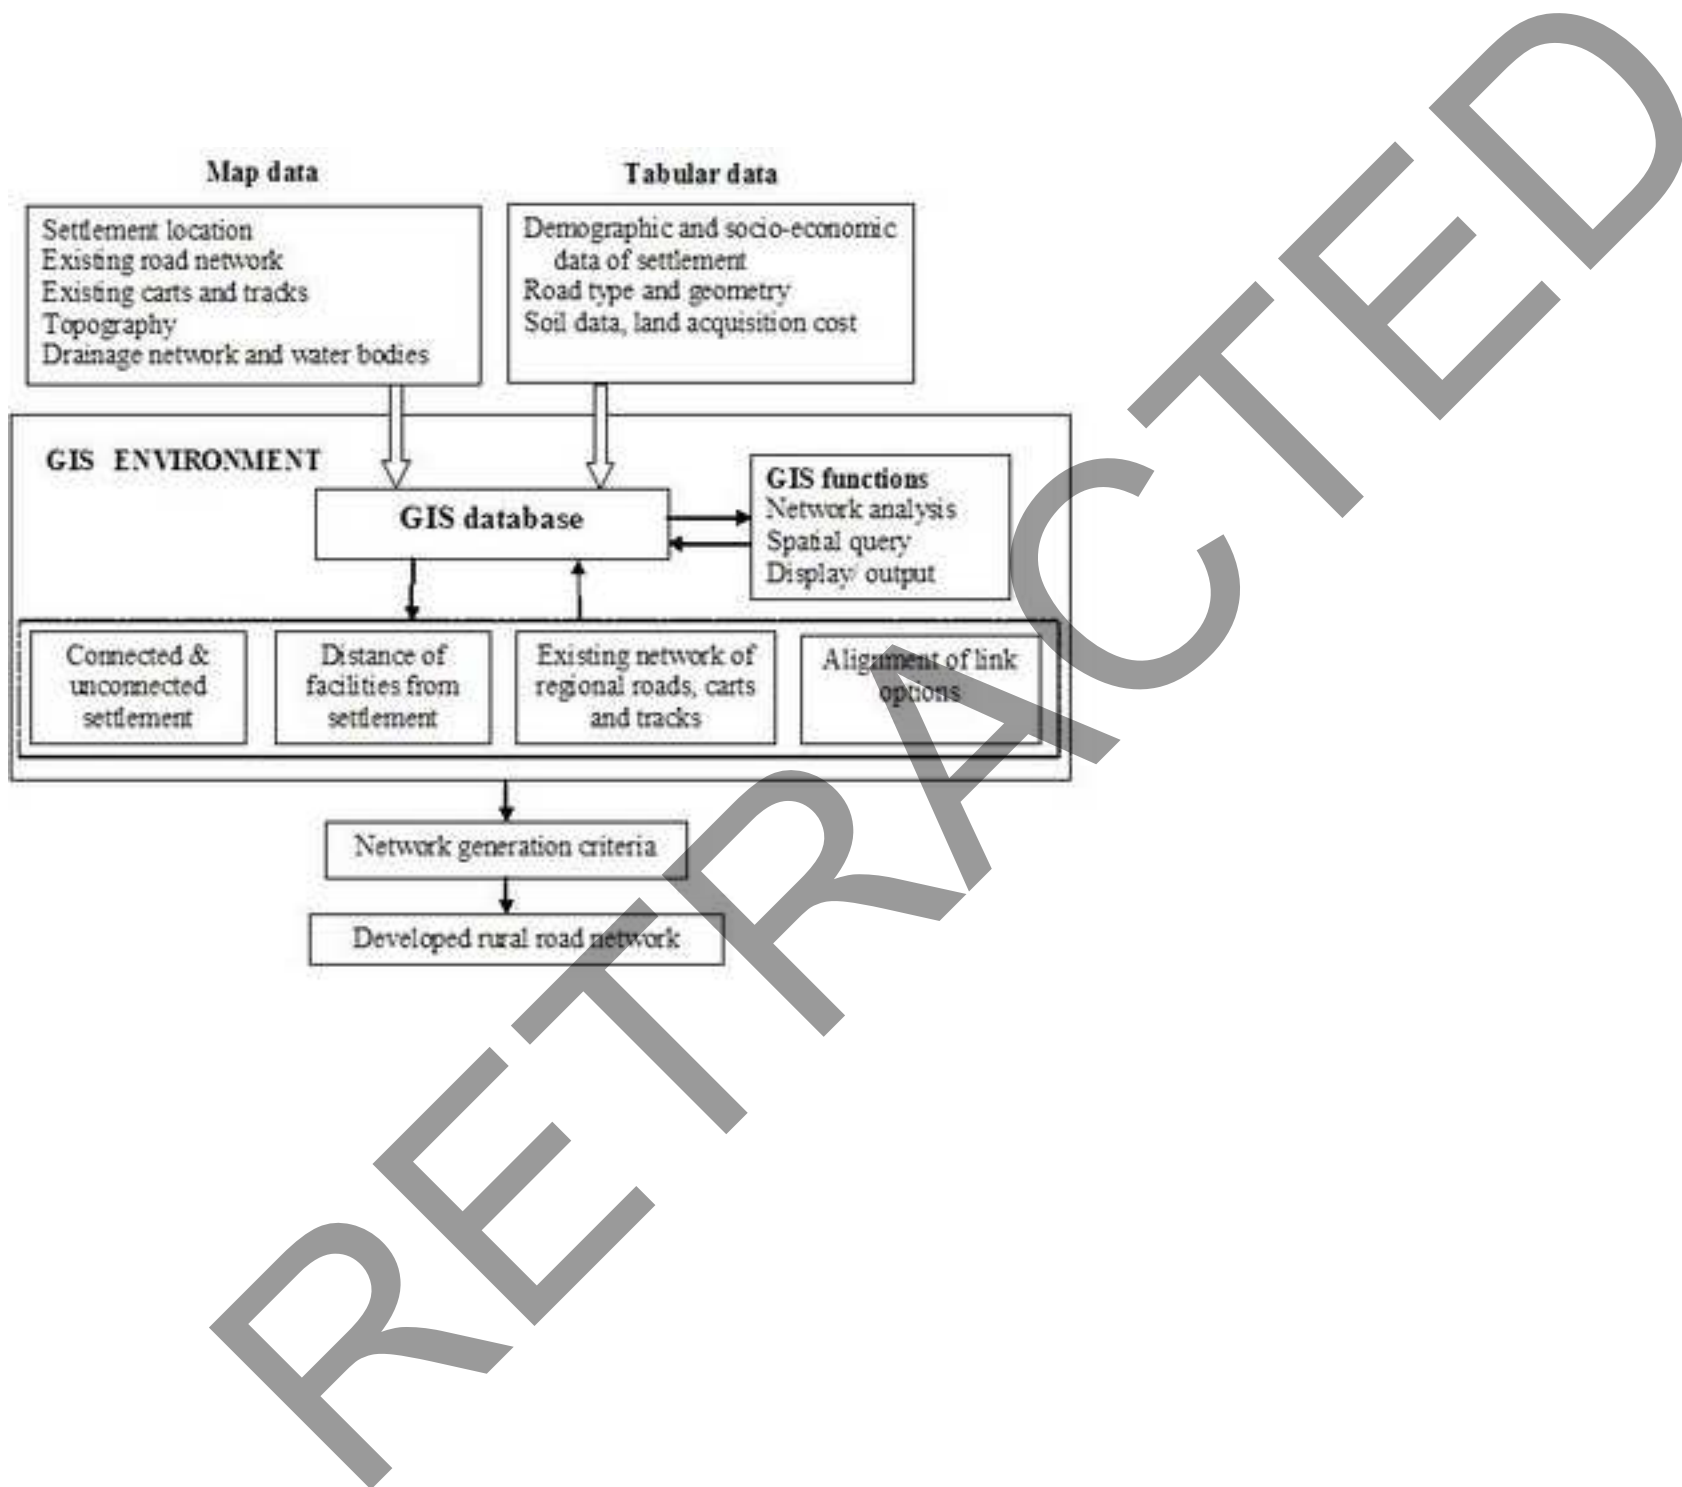 Map data
Settlement location
Existing road network
Existing carts and tracks
Topography
Drainage network and water bodies
Tabular data
Demographic and socio-economic
data of settlement
Road type and geometry
Soil data, land acquisition cost
GIS ENVIRONMENT
GIS database
GIS functions
Network analysis
Spatial query
Display/ output
Connected &
unconnected
settlement
Distance of
facilities from
settlement
Existing network of
regional roads, carts
and tracks
Alignment of link
options
Network generation criteria
Developed rural road network
RETRACTED